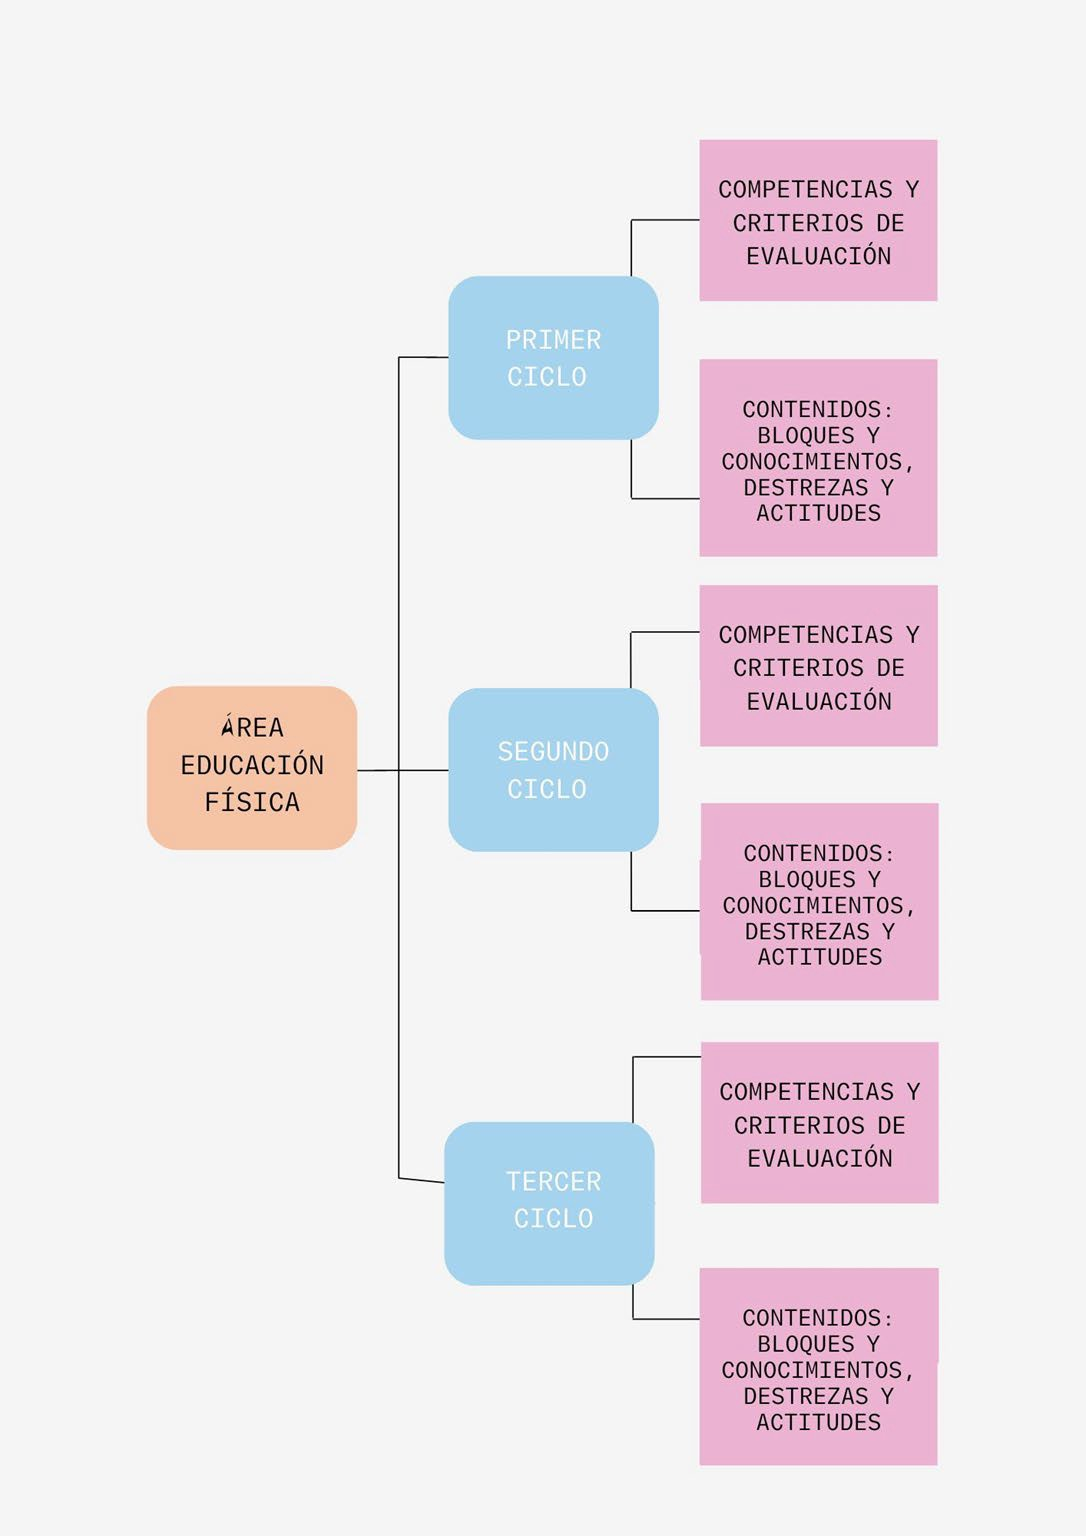 COMPETENCIAS Y
CRITERIOS DE
EVALUACIÓN
PRIMER
CICLO
CONTENIDOS:
BLOQUES Y
CONOCIMIENTOS,
DESTREZAS Y
ACTITUDES
COMPETENCIAS Y
CRITERIOS DE
EVALUACIÓN
ÁREA
EDUCACIÓN
FÍSICA
SEGUNDO
CICLO
CONTENIDOS:
BLOQUES Y
CONOCIMIENTOS,
DESTREZAS Y
ACTITUDES
COMPETENCIAS Y
CRITERIOS DE
EVALUACIÓN
TERCER
CICLO
CONTENIDOS:
BLOQUES Y
CONOCIMIENTOS,
DESTREZAS Y
ACTITUDES